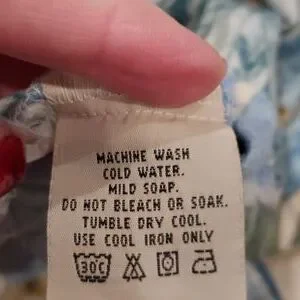 MACHINE WASH
COLD WATER.
MILD SOAP.
DO NOT BLEACH OR SOAK.
TUMBLE DRY COOL.
USE COOL IRON ONLY
30C